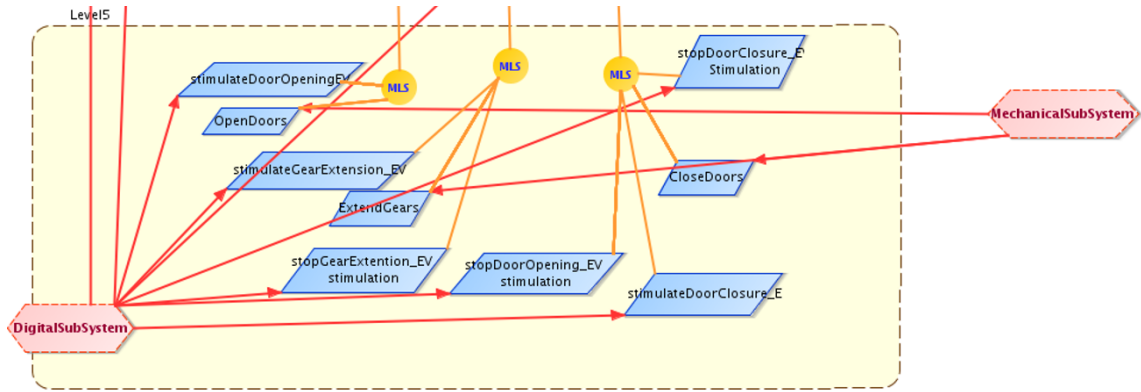 Level5
stopDoorClosure_EV
Stimulation
MLS
MLS
stimulateDoorOpeningEV
MLS
OpenDoors
MechanicalSubSystem
stimulateGearExtension_EV
CloseDoors
ExtendGears
stopGearExtention_EV
stimulation
stopDoorOpening_EV
stimulation
stimulateDoorClosure_E
DigitalSubSystem